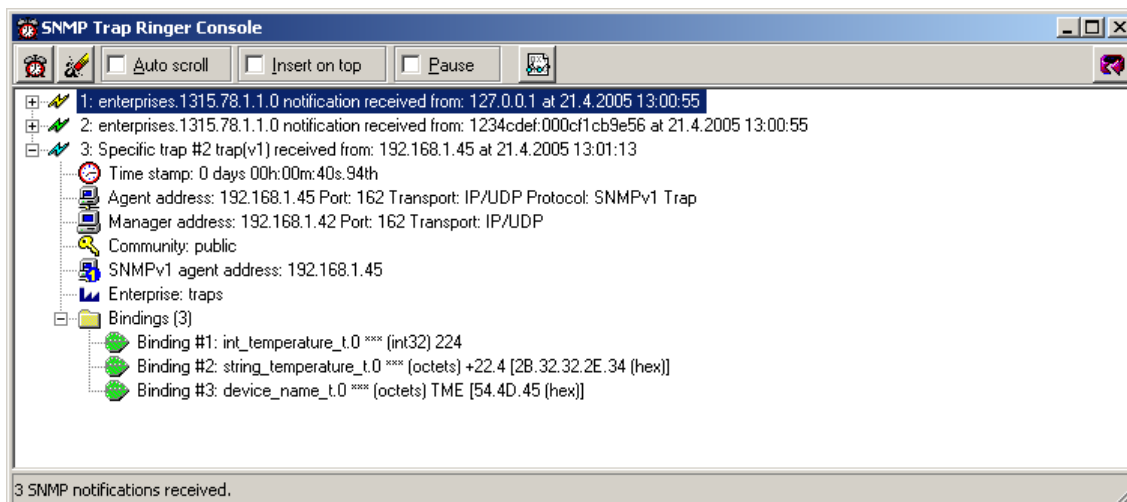 SNMP Trap Ringer Console
Auto scroll Insert on top Pause
1: enterprises.1315.78.1.1.0 notification received from: 127.0.0.1 at 21.4.2005 13:00:55
2: enterprises.1315.78.1.1.0 notification received from: 1234cdef:000cf1cb9e56 at 21.4.2005 13:00:55
3: Specific trap #2 trap(v1) received from: 192.168.1.45 at 21.4.2005 13:01:13
Time stamp: 0 days 00h:00m:40s.94th
Agent address: 192.168.1.45 Port: 162 Transport: IP/UDP Protocol: SNMPv1 Trap
Manager address: 192.168.1.42 Port: 162 Transport: IP/UDP
Community: public
SNMPv1 agent address: 192.168.1.45
Enterprise: traps
Bindings (3)
Binding #1: int_temperature_t.0 *** (int32) 224
Binding #2: string_temperature_t.0 *** (octets) +22.4 [2B.32.32.2E.34 (hex)]
Binding #3: device_name_t.0 *** (octets) TME [54.4D.45 (hex)]
3 SNMP notifications received.